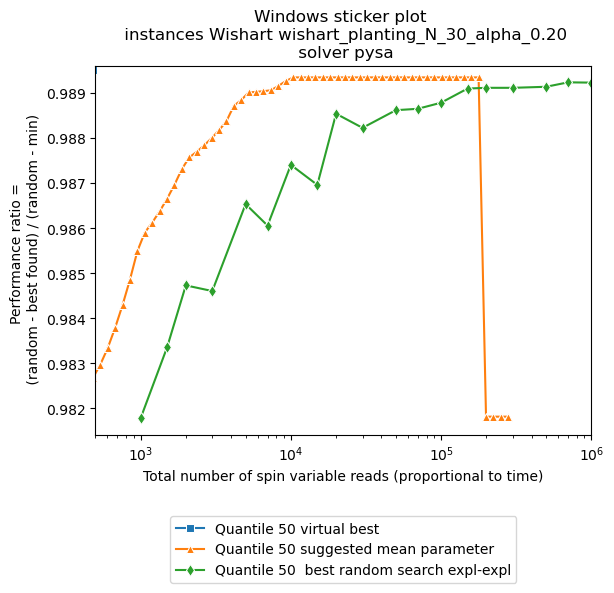 Windows sticker plot
instances Wishart wishart_planting_N_30_alpha_0.20
solver pysa
Performance ratio =
(random - best found) / (random - min)
0.989
0.988
0.987
0.986
0.985
0.984
0.983
0.982
10³
10⁴
10⁵
10⁶
Total number of spin variable reads (proportional to time)
Quantile 50 virtual best
Quantile 50 suggested mean parameter
Quantile 50  best random search expl-expl